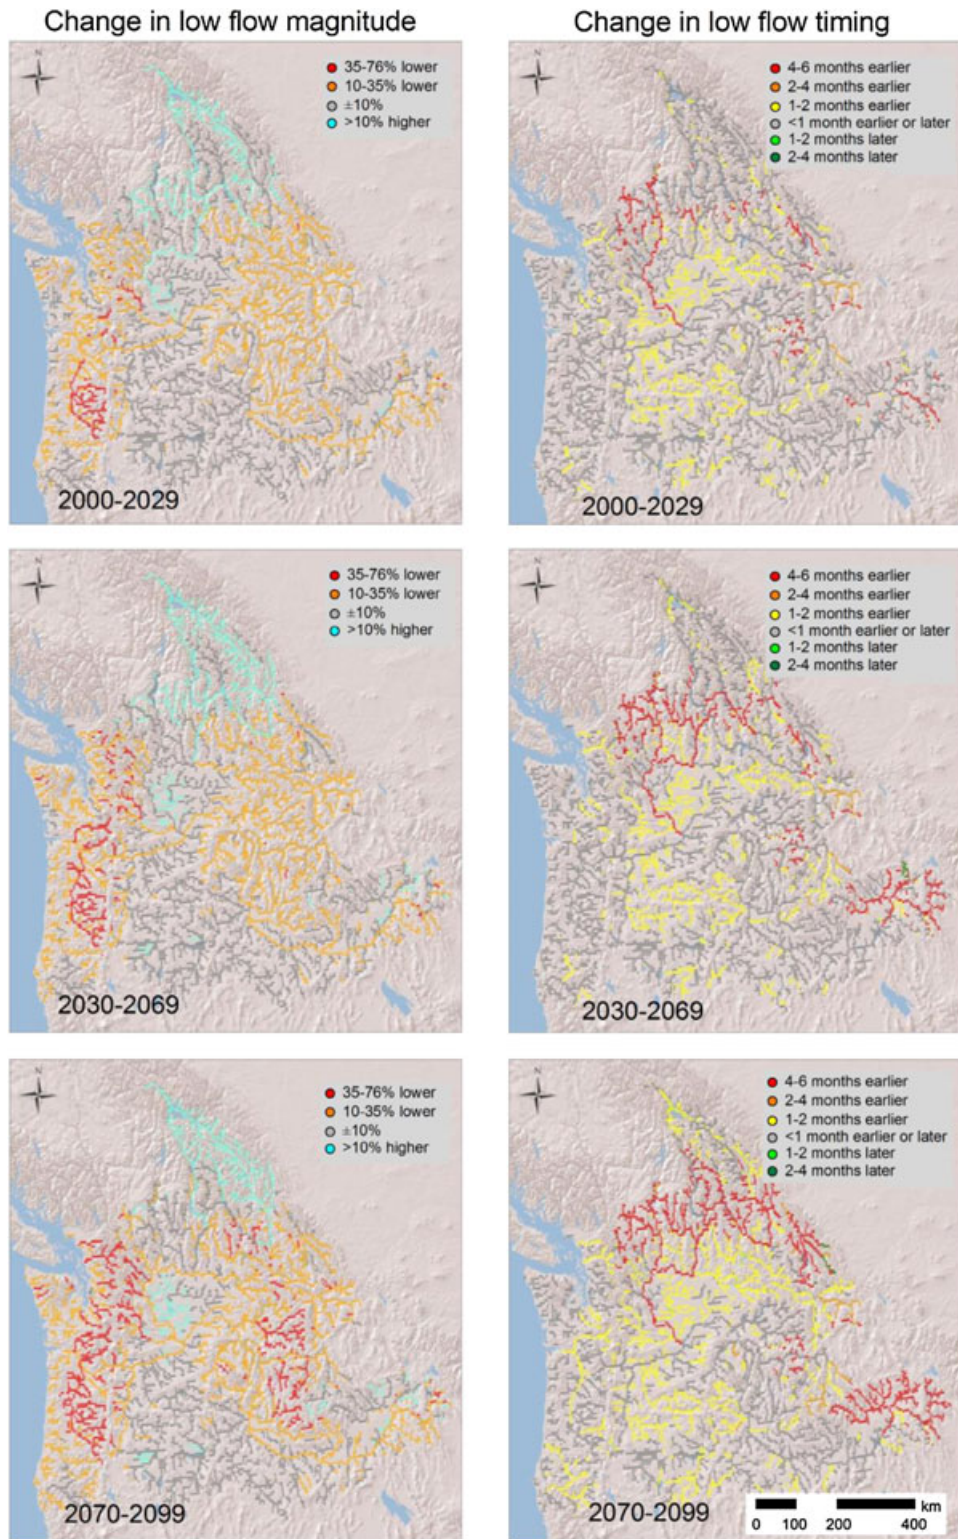 Change in low flow magnitude
Change in low flow timing
N
35-76% lower
10-35% lower
±10%
>10% higher
2000-2029
N
4-6 months earlier
2-4 months earlier
1-2 months earlier
<1 month earlier or later
1-2 months later
2-4 months later
2000-2029
N
35-76% lower
10-35% lower
±10%
>10% higher
2030-2069
N
4-6 months earlier
2-4 months earlier
1-2 months earlier
<1 month earlier or later
1-2 months later
2-4 months later
2030-2069
N
35-76% lower
10-35% lower
±10%
>10% higher
2070-2099
N
4-6 months earlier
2-4 months earlier
1-2 months earlier
<1 month earlier or later
1-2 months later
2-4 months later
2070-2099
km
0 100 200 400